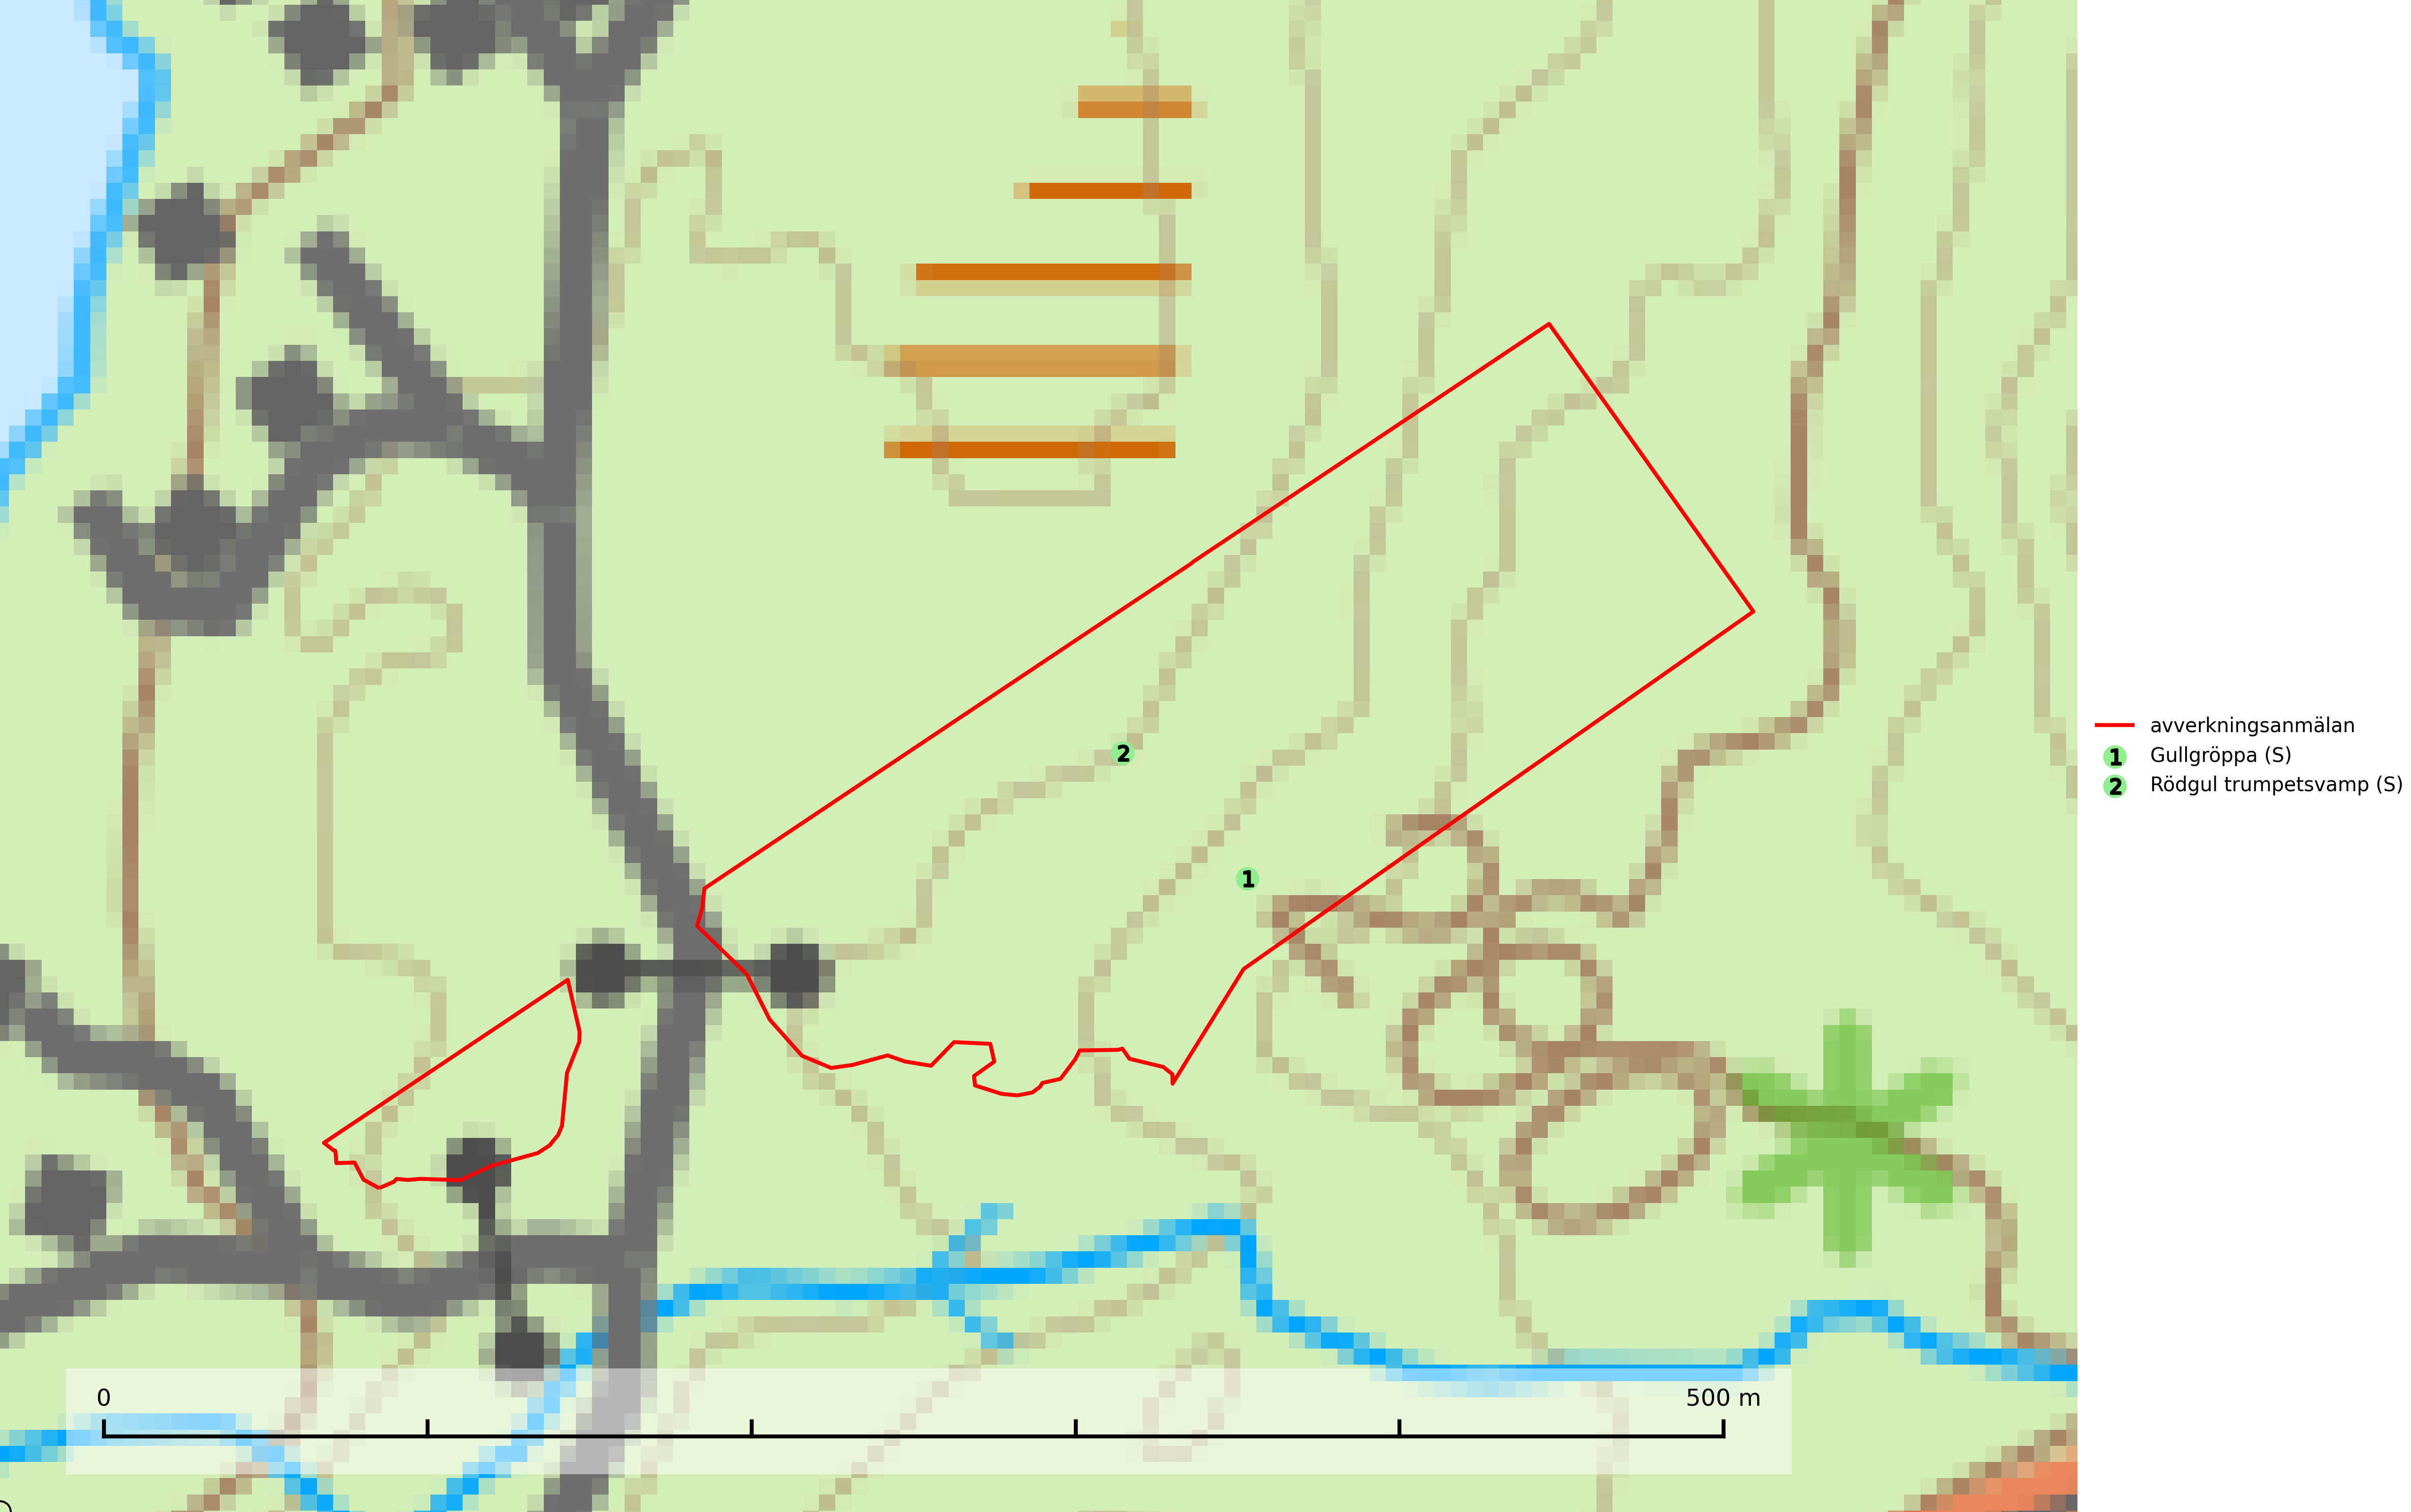 avverkningsanmälan
1 Gullgröppa (S)
2 Rödgul trumpetsvamp (S)
2
1
0 500 m